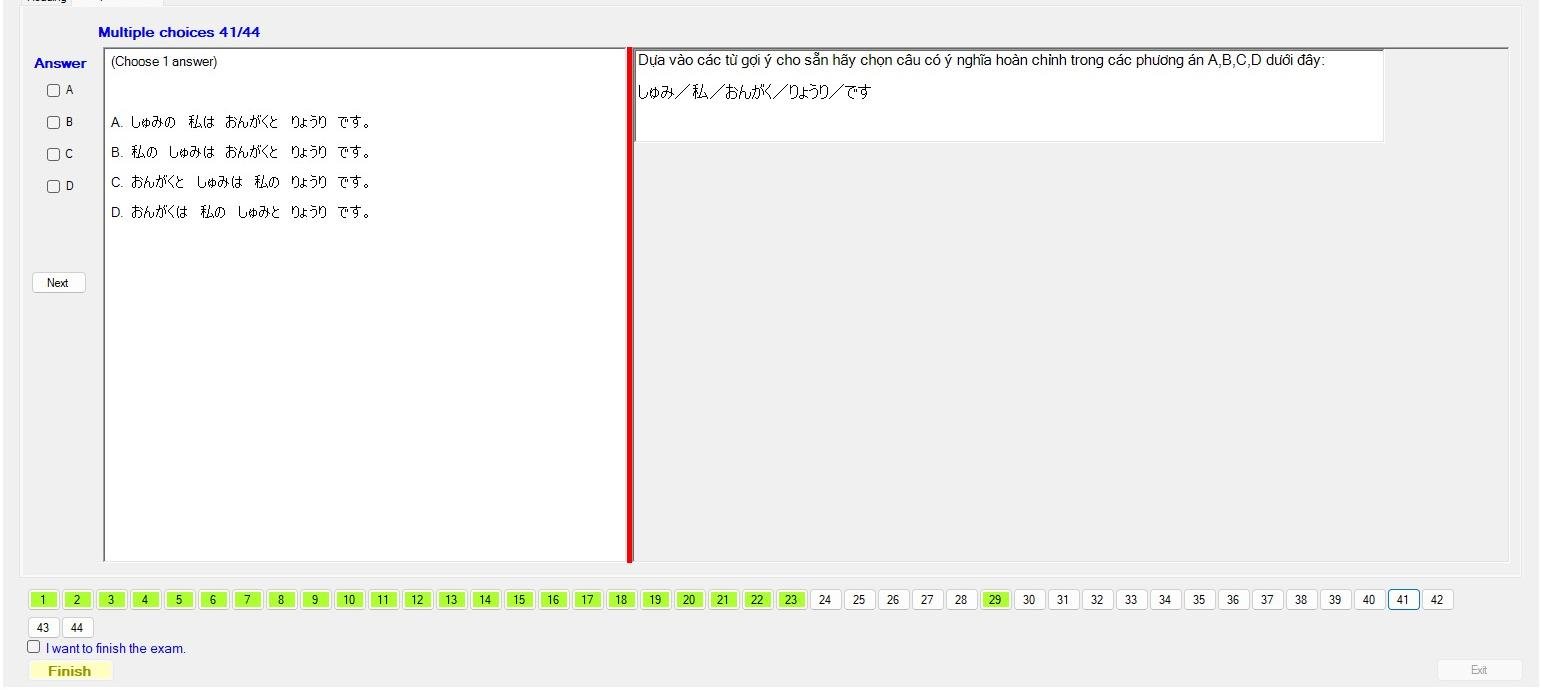 Multiple choices 41/44
Answer
A
B
C
D
Next
(Choose 1 answer)
A. しゅみの 私は おんがくと りょうり です。
B. 私の しゅみは おんがくと りょうり です。
C. おんがくと しゅみは 私の りょうり です。
D. おんがくは 私の しゅみと りょうり です。
Dựa vào các từ gợi ý cho sẵn hãy chọn câu có ý nghĩa hoàn chỉnh trong các phương án A,B,C,D dưới đây:
しゅみ／私／おんがく／りょうり／です
1 2 3 4 5 6 7 8 9 10 11 12 13 14 15 16 17 18 19 20 21 22 23 24 25 26 27 28 29 30 31 32 33 34 35 36 37 38 39 40 41 42
43 44
I want to finish the exam.
Finish
Exit